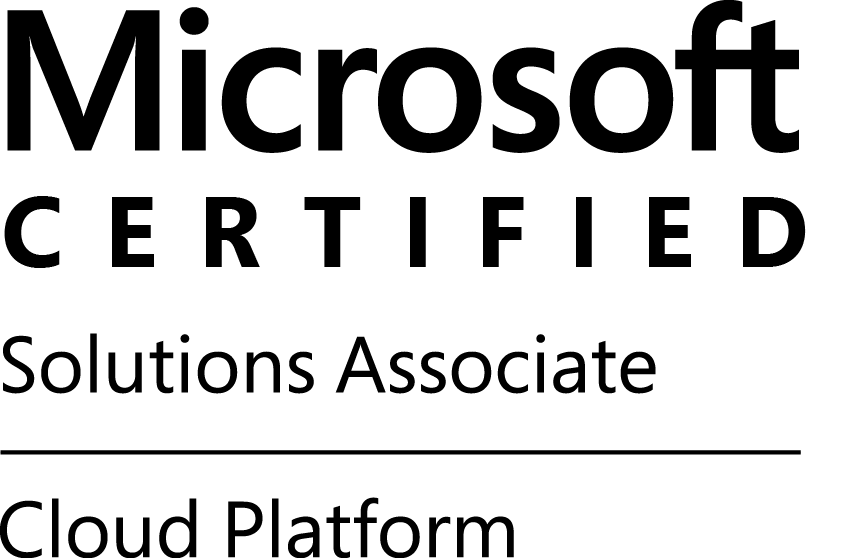 Microsoft
CERTIFIED
Solutions Associate
Cloud Platform